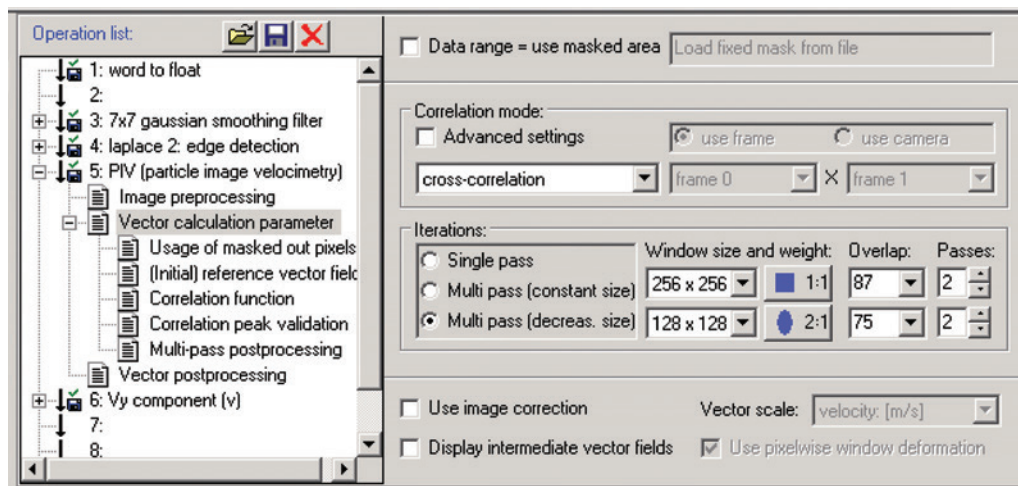 Operation list:
1: word to float
2:
3: 7x7 gaussian smoothing filter
4: laplace 2: edge detection
5: PIV (particle image velocimetry)
Image preprocessing
Vector calculation parameter
Usage of masked out pixels
(Initial) reference vector fielc
Correlation function
Correlation peak validation
Multi-pass postprocessing
Vector postprocessing
6: Vy component (v)
7:
8:
Data range = use masked area Load fixed mask from file
Correlation mode:
Advanced settings use frame use camera
cross-correlation frame 0 X frame 1
Iterations:
Window size and weight: Overlap: Passes:
Single pass
Multi pass (constant size) 256 x 256 1:1 87 2
Multi pass (decreas. size) 128 x 128 2:1 75 2
Use image correction Vector scale: velocity: [m/s]
Display intermediate vector fields Use pixelwise window deformation